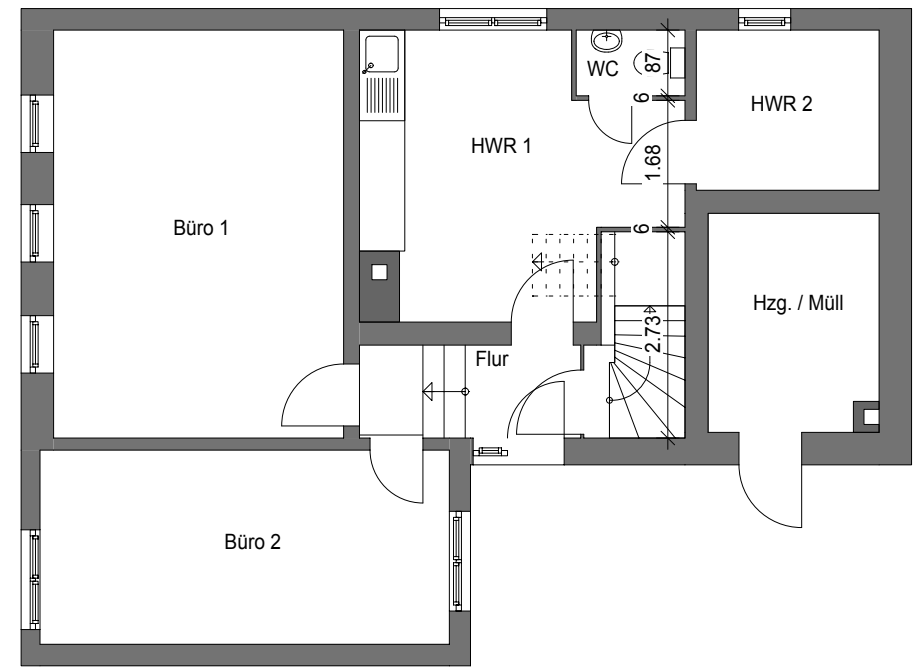 WC
87
6
HWR 2
HWR 1
1.68
Büro 1
6
Hzg. / Müll
2.73
Flur
Büro 2